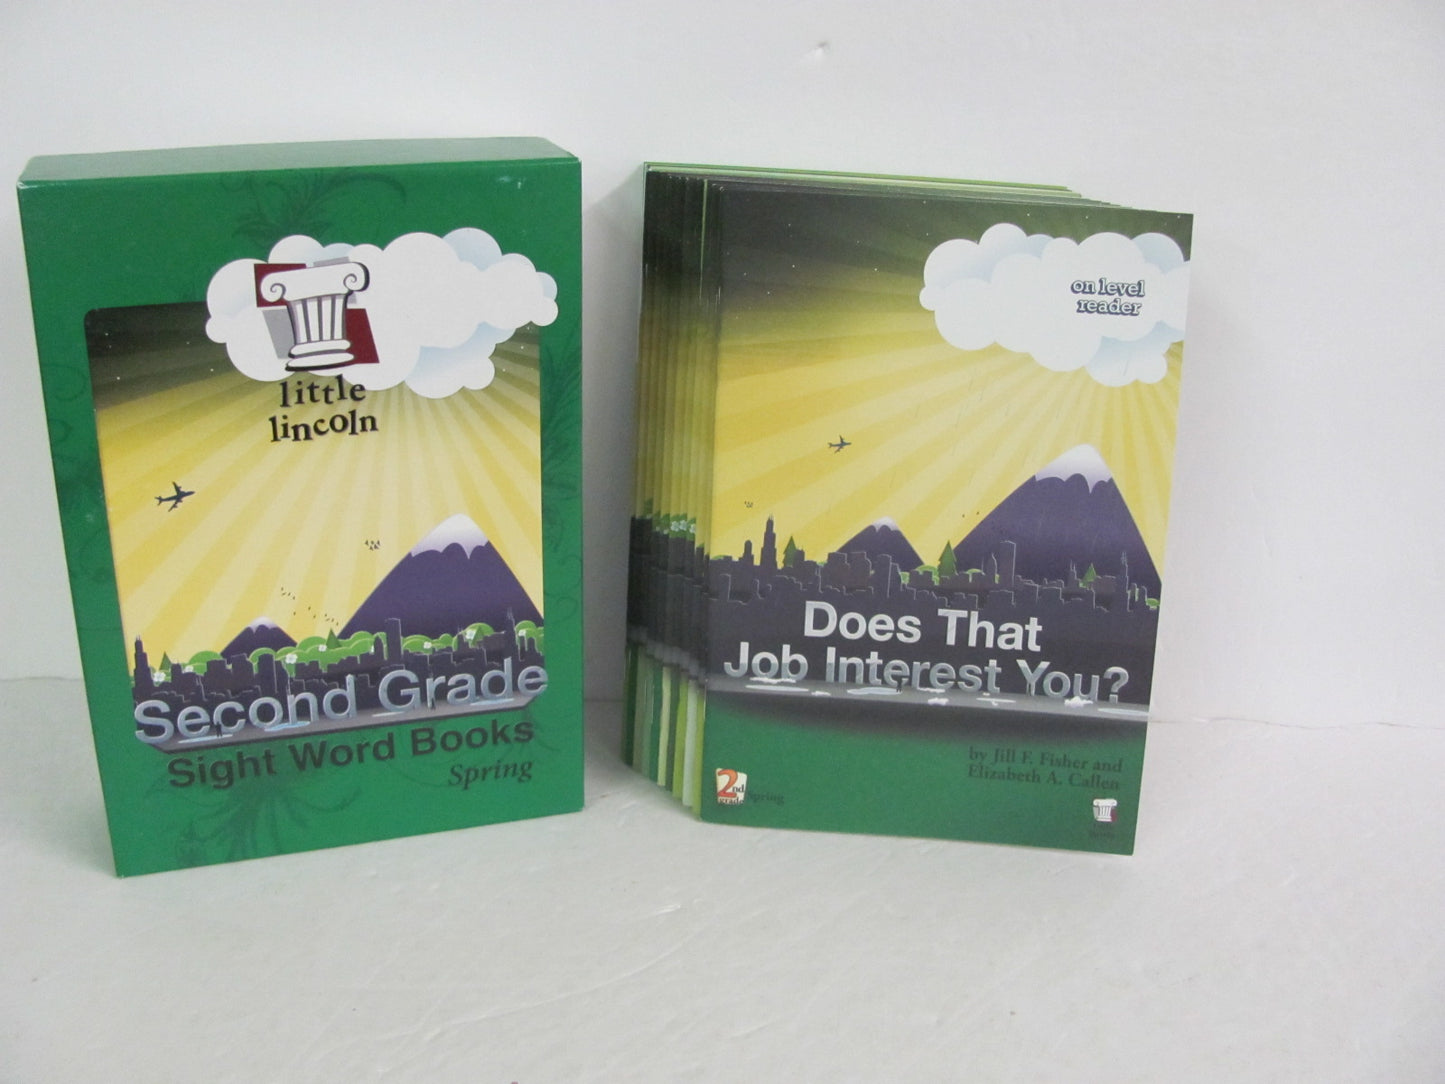 little
lincoln
Second Grade
Sight Word Books
Spring
on level
reader
Does That
Job Interest You?
by Jill F. Fisher and
Elizabeth A. Callen
2nd
grade spring